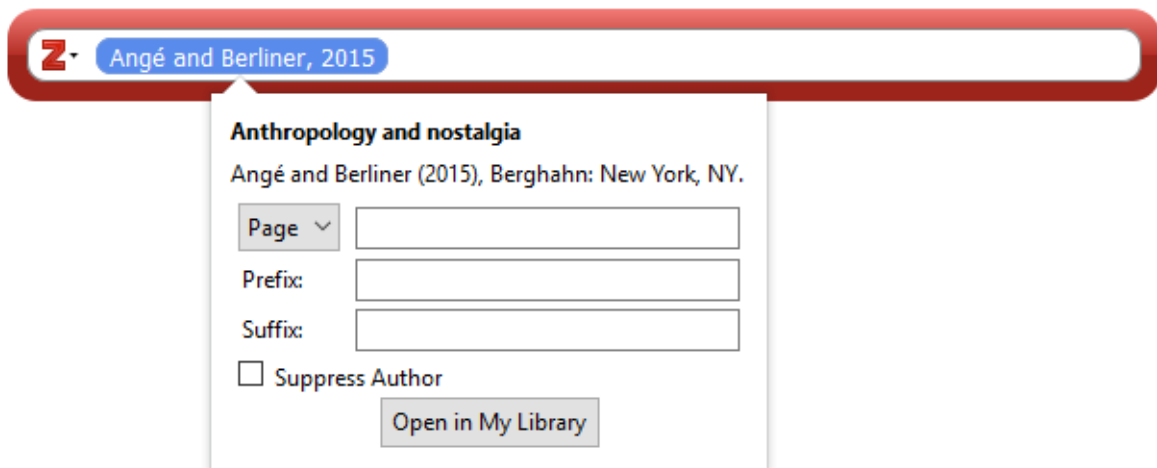 Z Angé and Berliner, 2015
Anthropology and nostalgia
Angé and Berliner (2015), Berghahn: New York, NY.
Page
Prefix:
Suffix:
Suppress Author
Open in My Library